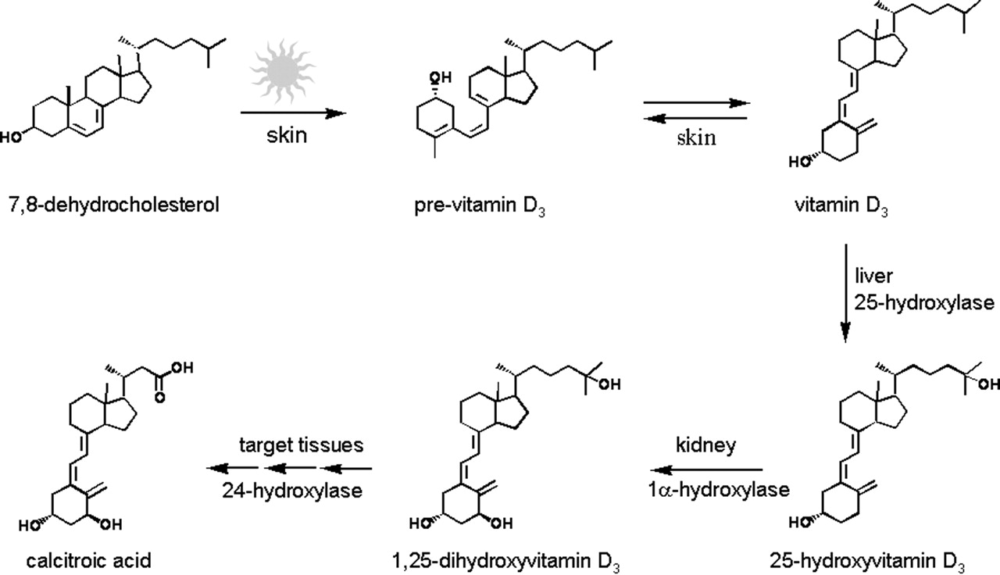 OH
HO
skin
skin
HO
7,8-dehydrocholesterol
pre-vitamin D3
vitamin D3
liver
25-hydroxylase
OH
O
HO
OH
calcitroic acid
target tissues
24-hydroxylase
OH
HO
OH
1,25-dihydroxyvitamin D3
kidney
1α-hydroxylase
OH
HO
25-hydroxyvitamin D3